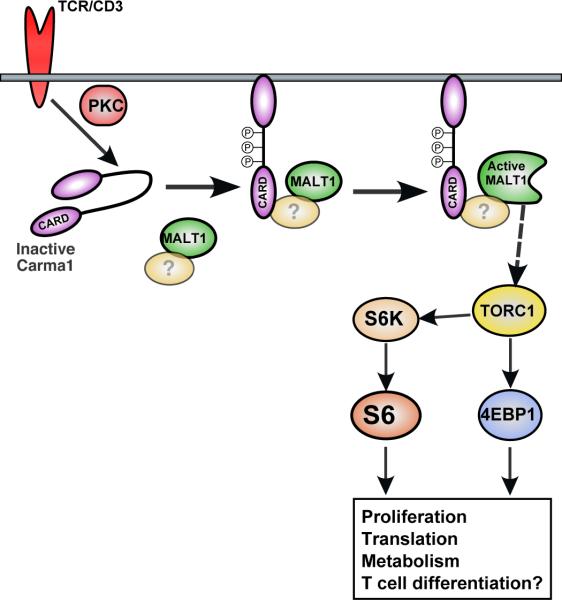 TCR/CD3
PKC
CARD
Inactive
Carma1
MALT1
?
P
P
P
CARD
MALT1
?
P
P
P
CARD
Active
MALT1
?
TORC1
S6K
S6
4EBP1
Proliferation
Translation
Metabolism
T cell differentiation?